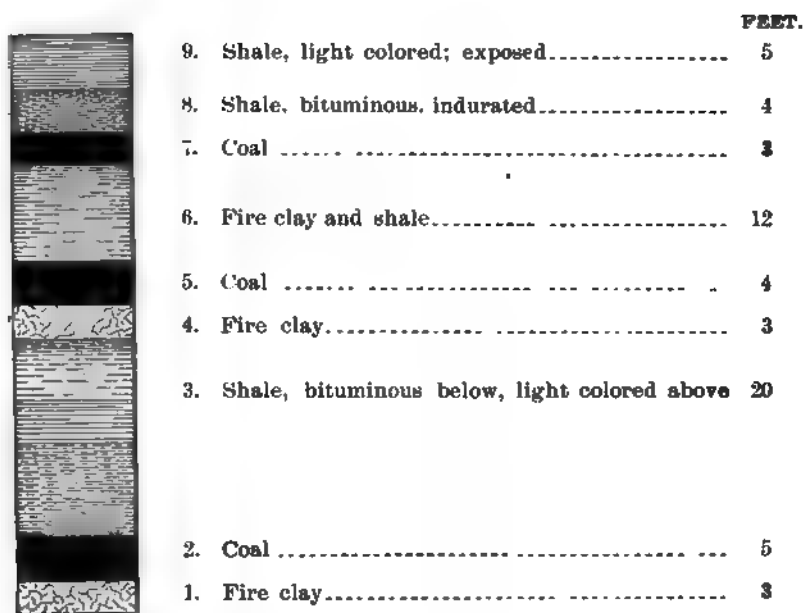 FEET.
9. Shale, light colored; exposed.................. 5
8. Shale, bituminous, indurated.................. 4
7. Coal ...... .................................. 3
6. Fire clay and shale.......... ................. 12
5. Coal ....... ............... ... ......... . 4
4. Fire clay............... ...................... 3
3. Shale, bituminous below, light colored above 20
2. Coal ....................... ................. ... 5
1. Fire clay....................... ................ 3